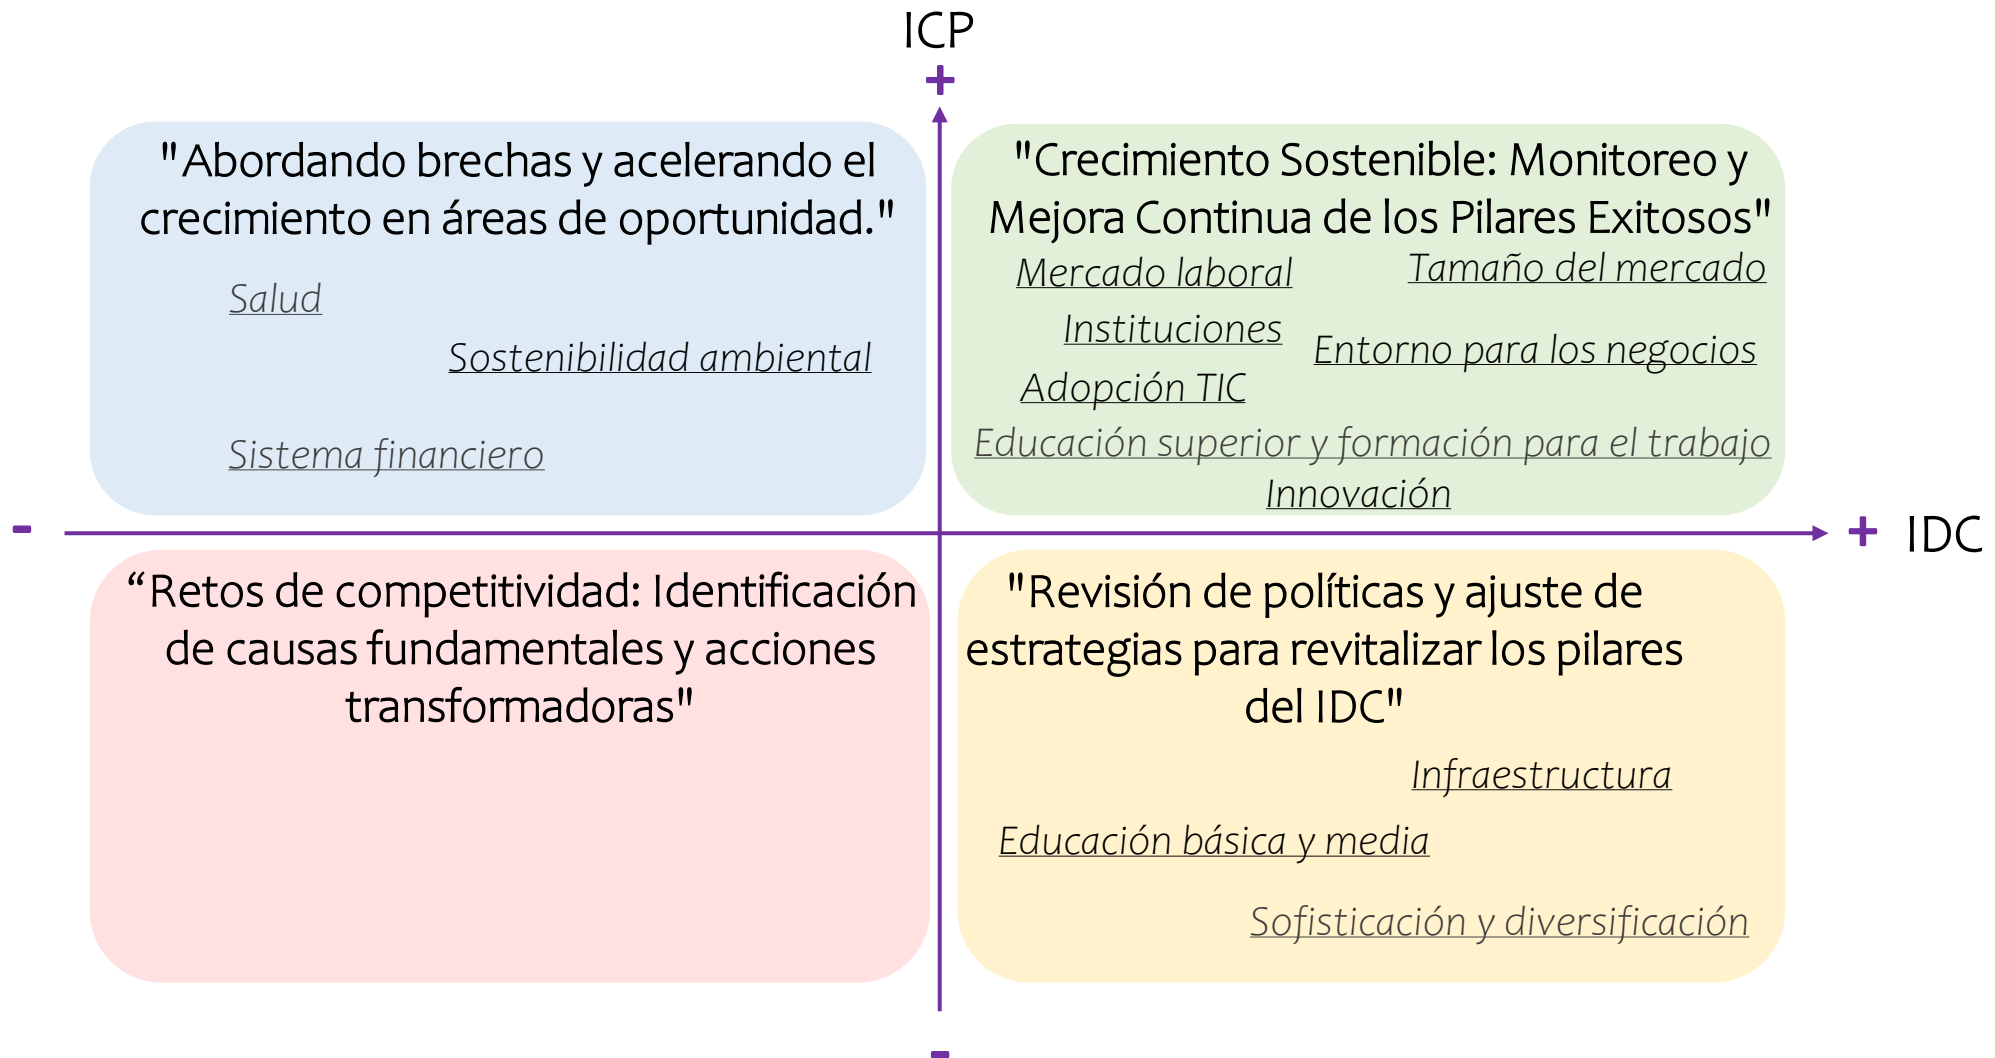 ICP
+
"Abordando brechas y acelerando el
crecimiento en áreas de oportunidad."
Salud
Sostenibilidad ambiental
Sistema financiero
"Crecimiento Sostenible: Monitoreo y
Mejora Continua de los Pilares Exitosos"
Mercado laboral
Tamaño del mercado
Instituciones
Entorno para los negocios
Adopción TIC
Educación superior y formación para el trabajo
Innovación
-
+ IDC
“Retos de competitividad: Identificación
de causas fundamentales y acciones
transformadoras"
"Revisión de políticas y ajuste de
estrategias para revitalizar los pilares
del IDC"
Infraestructura
Educación básica y media
Sofisticación y diversificación
-